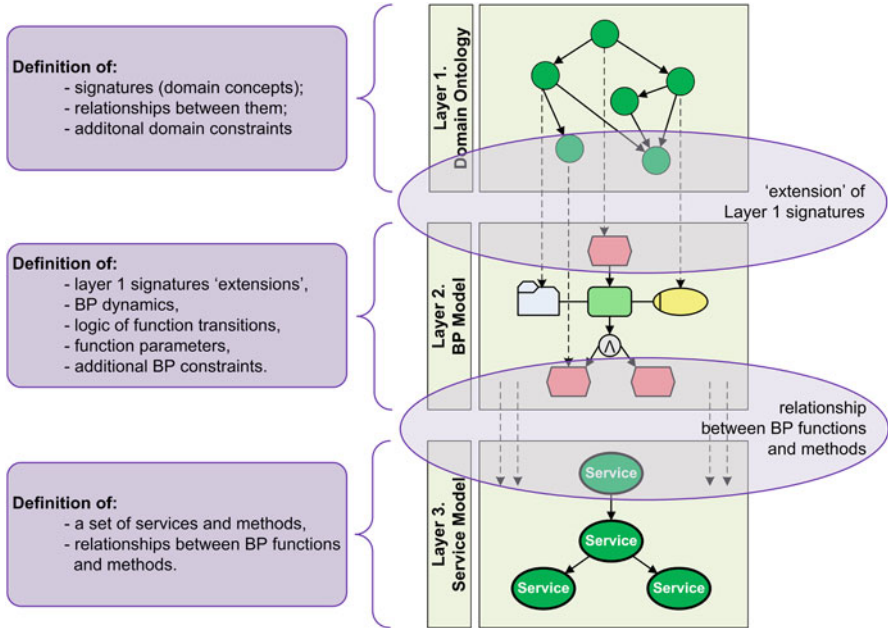 Definition of:
- signatures (domain concepts);
- relationships between them;
- additonal domain constraints
Layer 1.
Domain Ontology
'extension' of
Layer 1 signatures
Definition of:
- layer 1 signatures 'extensions',
- BP dynamics,
- logic of function transitions,
- function parameters,
- additional BP constraints.
Layer 2.
BP Model
Λ
relationship
between BP functions
and methods
Definition of:
- a set of services and methods,
- relationships between BP functions
and methods.
Layer 3.
Service Model
Service
Service
Service
Service